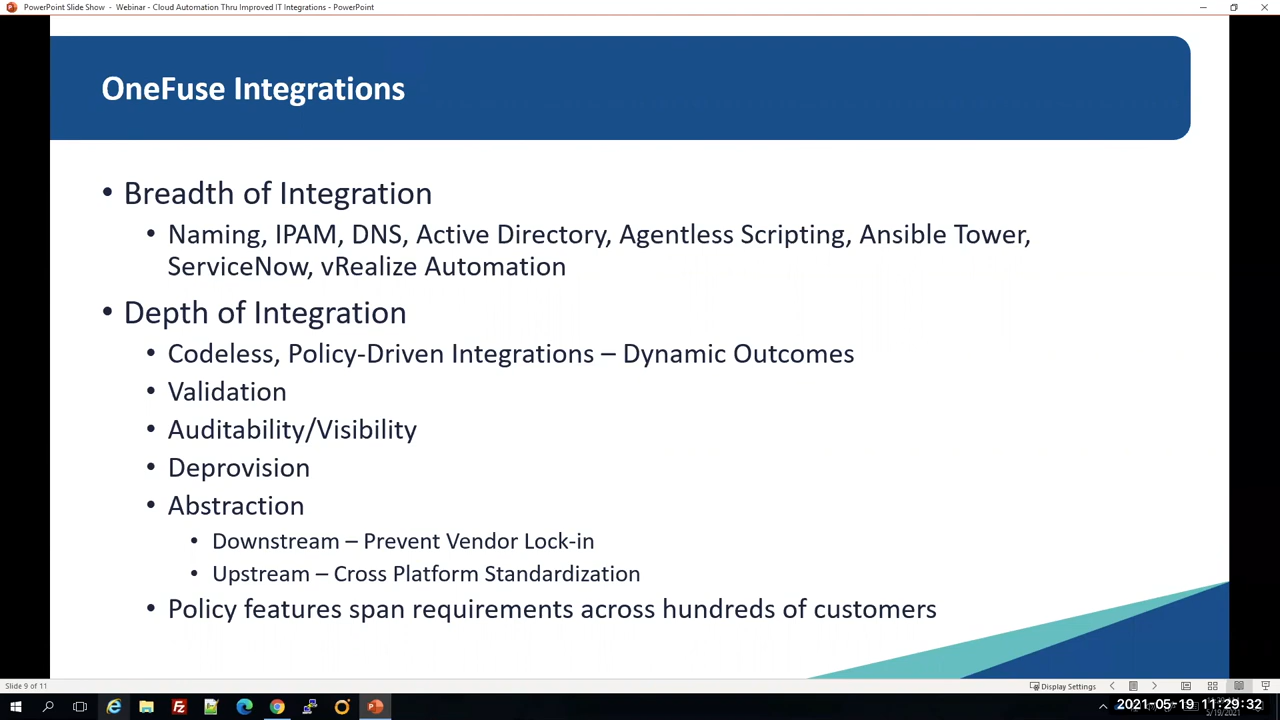 PowerPoint Slide Show - Webinar - Cloud Automation Thru Improved IT Integrations - PowerPoint
OneFuse Integrations
• Breadth of Integration
• Naming, IPAM, DNS, Active Directory, Agentless Scripting, Ansible Tower,
ServiceNow, vRealize Automation
• Depth of Integration
• Codeless, Policy-Driven Integrations – Dynamic Outcomes
• Validation
• Auditability/Visibility
• Deprovision
• Abstraction
• Downstream – Prevent Vendor Lock-in
• Upstream – Cross Platform Standardization
• Policy features span requirements across hundreds of customers
Slide 9 of 11
Display Settings
2021-05-19 11:29:32
5/19/2021